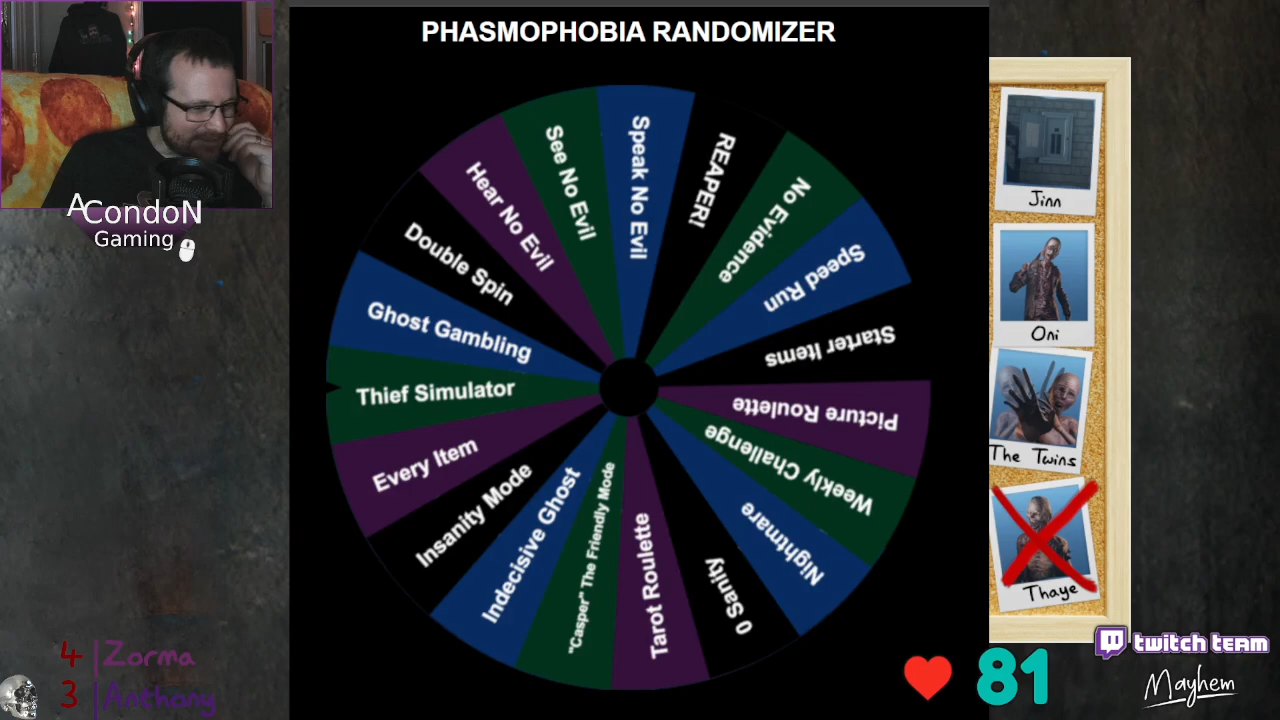 PHASMOPHOBIA RANDOMIZER
ACondoN
Gaming
Speak No Evil
REAPER!
No Evidence
Speed Run
Starter Items
Picture Roulette
Weekly Challenge
Nightmare
0 Sanity
Tarot Roulette
"Casper" The Friendly Mode
Indecisive Ghost
Insanity Mode
Every Item
Thief Simulator
Ghost Gambling
Double Spin
Hear No Evil
See No Evil
Jinn
Oni
The Twins
Thaye
4 | Zorma
3 | Anthony
81
twitch team
Mayhem